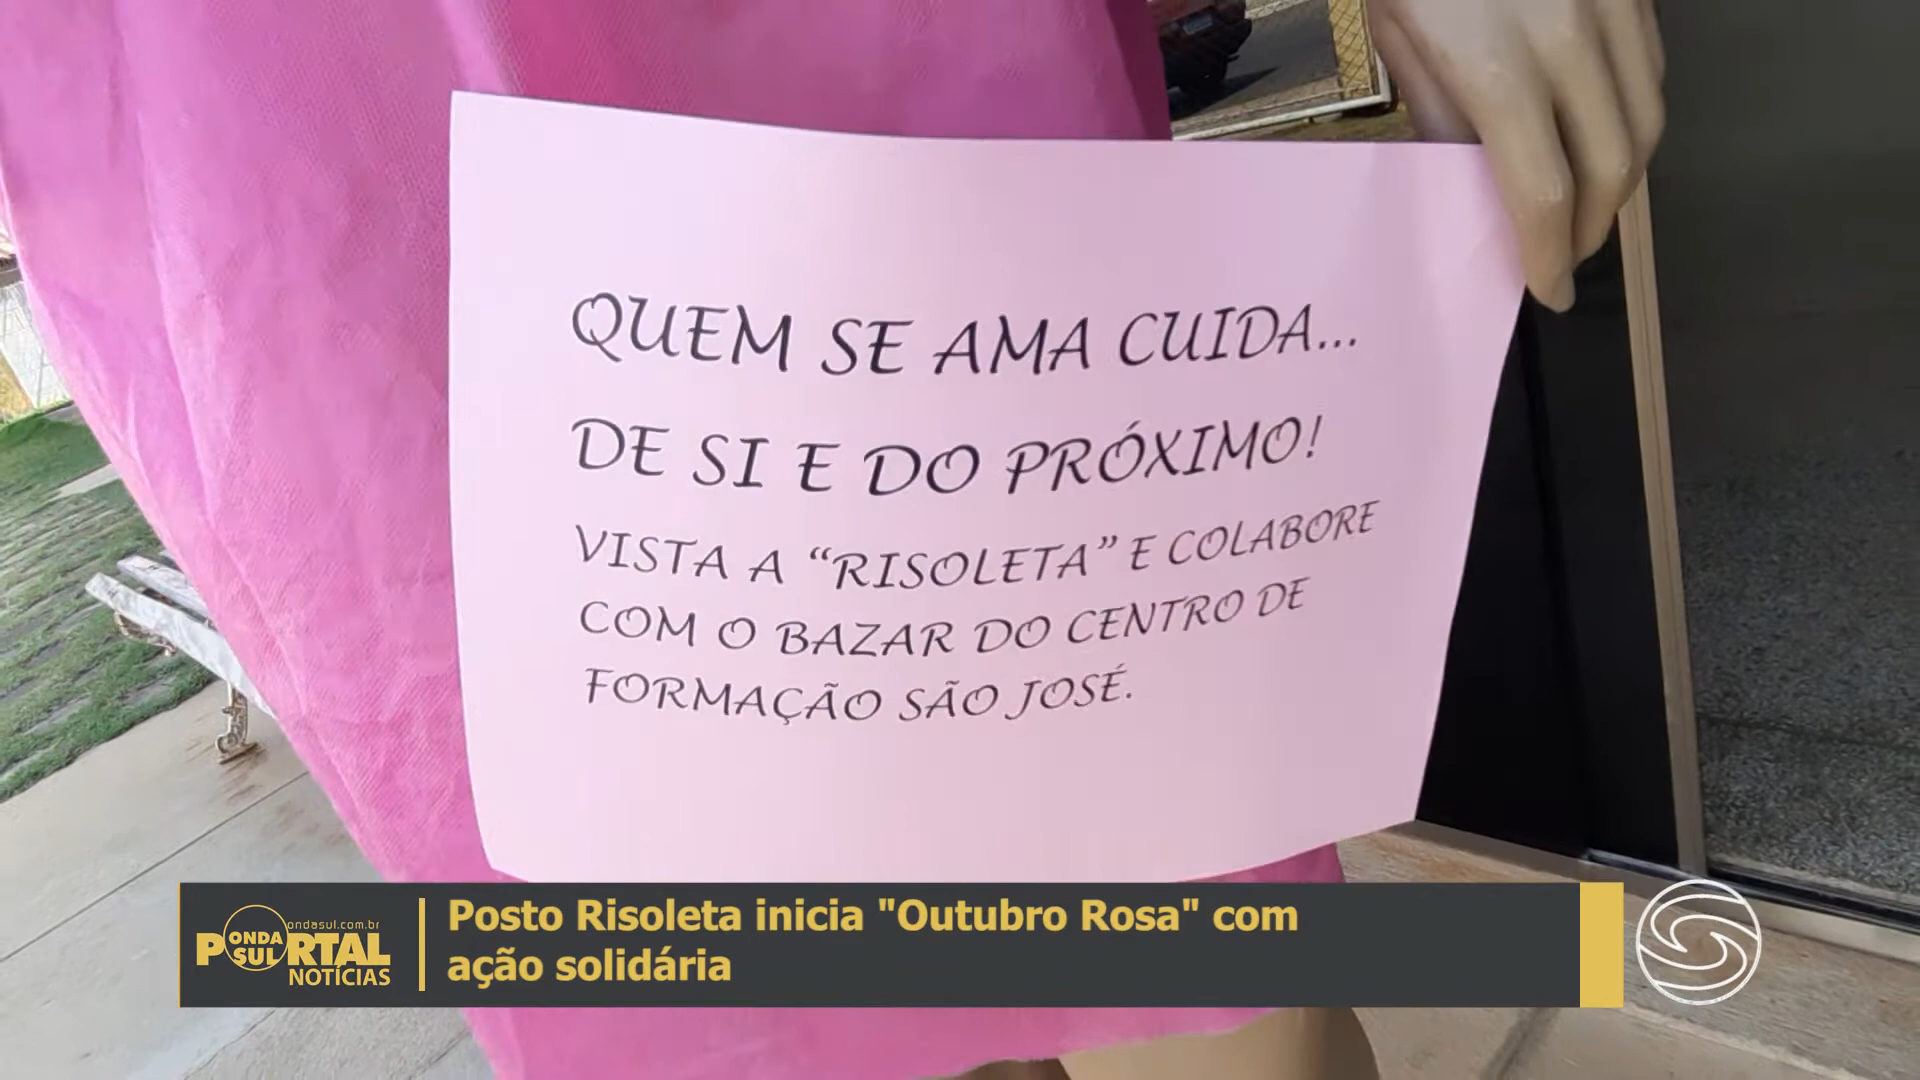 QUEM SE AMA CUIDA...
DE SI E DO PRÓXIMO!
VISTA A “RISOLETA” E COLABORE
COM O BAZAR DO CENTRO DE
FORMAÇÃO SÃO JOSÉ.
ondasul.com.br
PORTAL
ONDA
SUL
NOTÍCIAS
Posto Risoleta inicia "Outubro Rosa" com
ação solidária